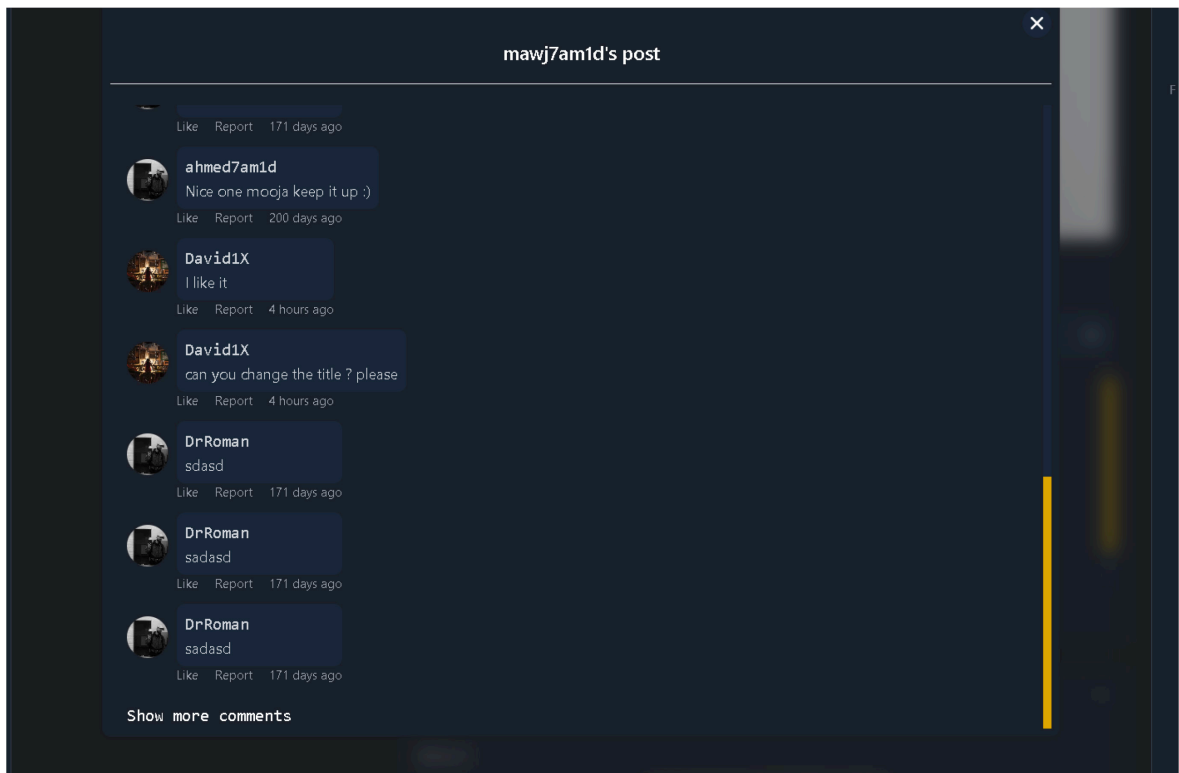 mawj7am1d's post
Like Report 171 days ago
ahmed7am1d
Nice one mooja keep it up :)
Like Report 200 days ago
David1X
I like it
Like Report 4 hours ago
David1X
can you change the title ? please
Like Report 4 hours ago
DrRoman
sdasd
Like Report 171 days ago
DrRoman
sadasd
Like Report 171 days ago
DrRoman
sadasd
Like Report 171 days ago
Show more comments
F